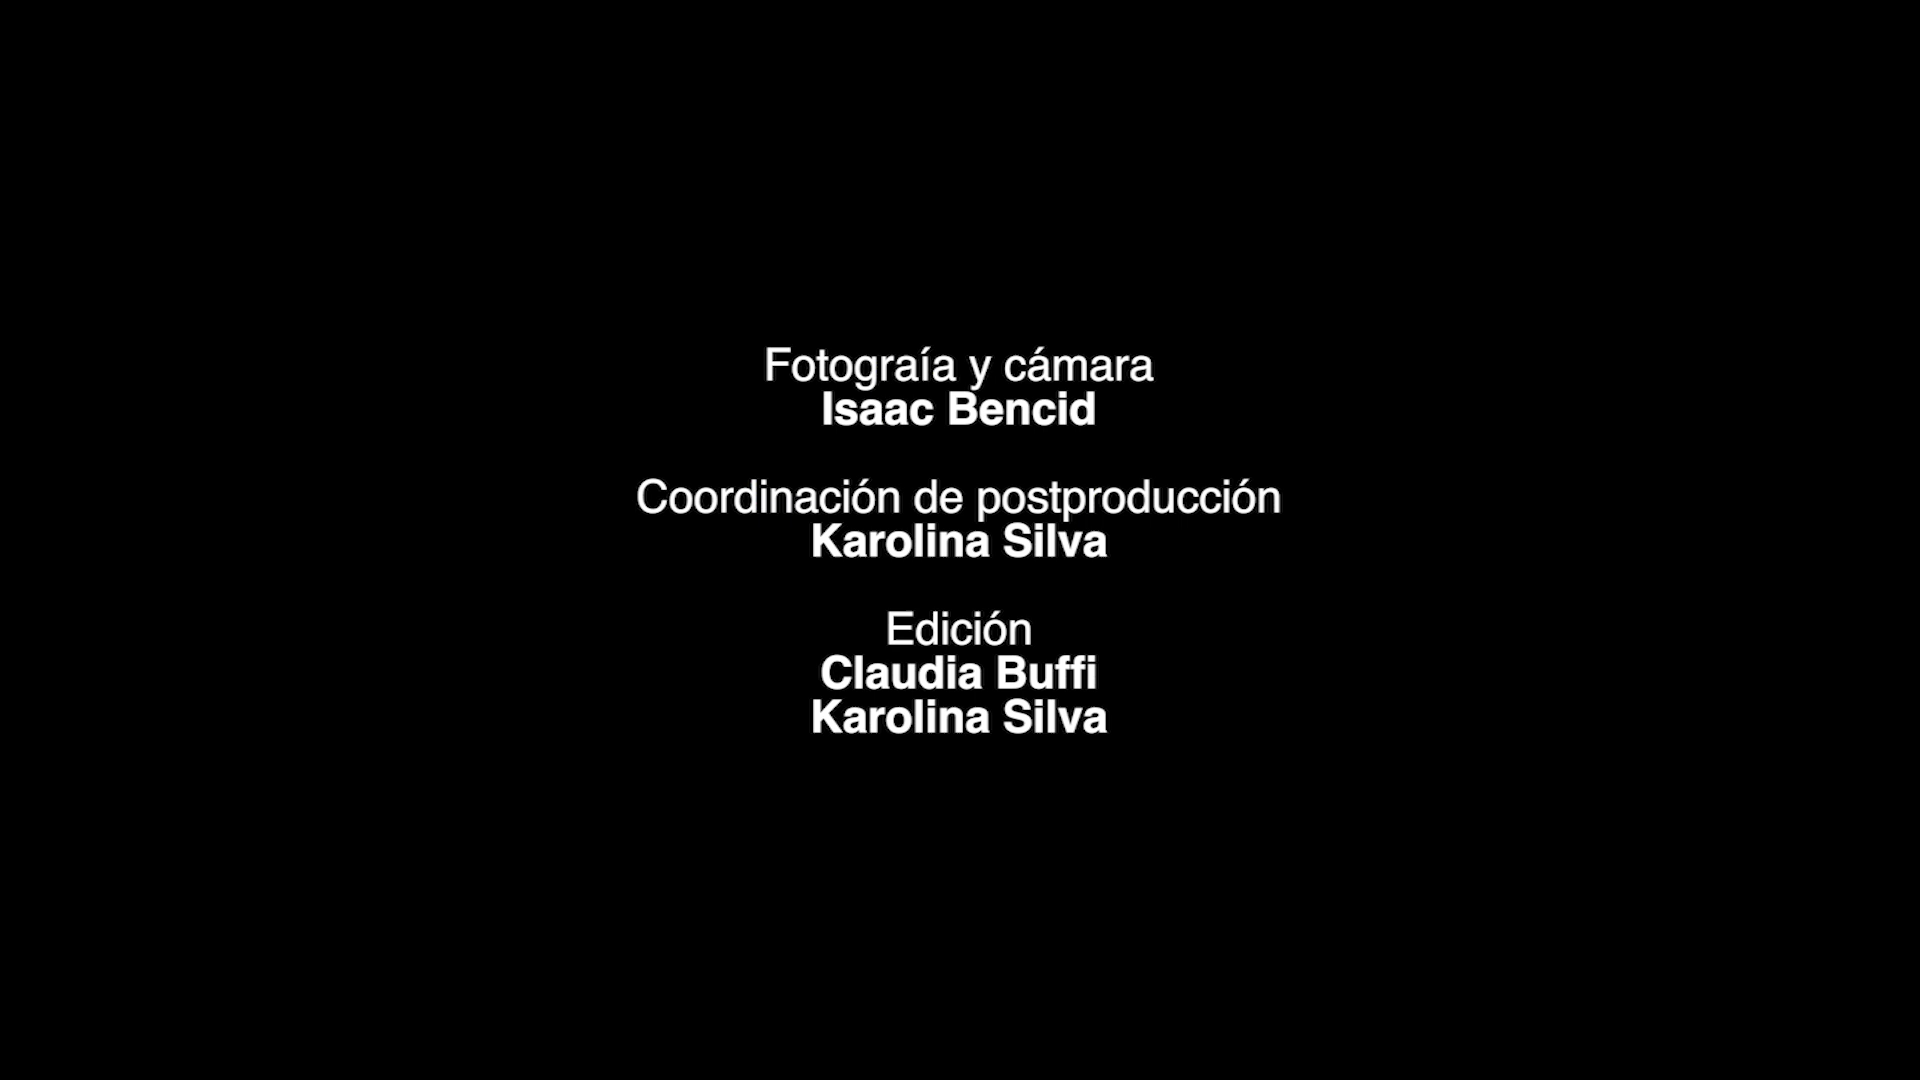 Fotograía y cámara
Isaac Bencid
Coordinación de postproducción
Karolina Silva
Edición
Claudia Buffi
Karolina Silva